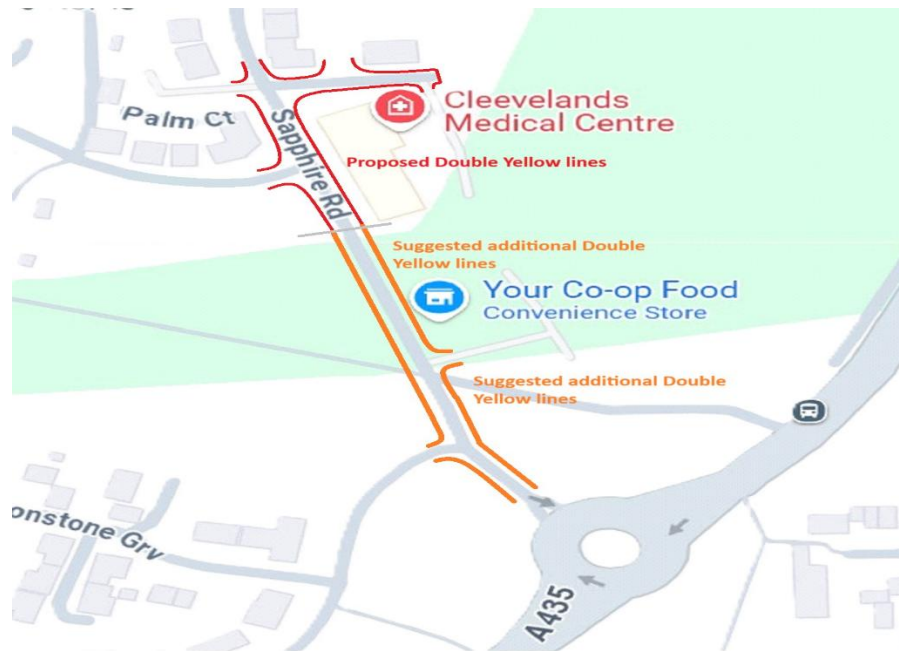 Palm Ct
Sapphire Rd
Cleevelands
Medical Centre
Proposed Double Yellow lines
Suggested additional Double
Yellow lines
Your Co-op Food
Convenience Store
Suggested additional Double
Yellow lines
onstone Grv
A435